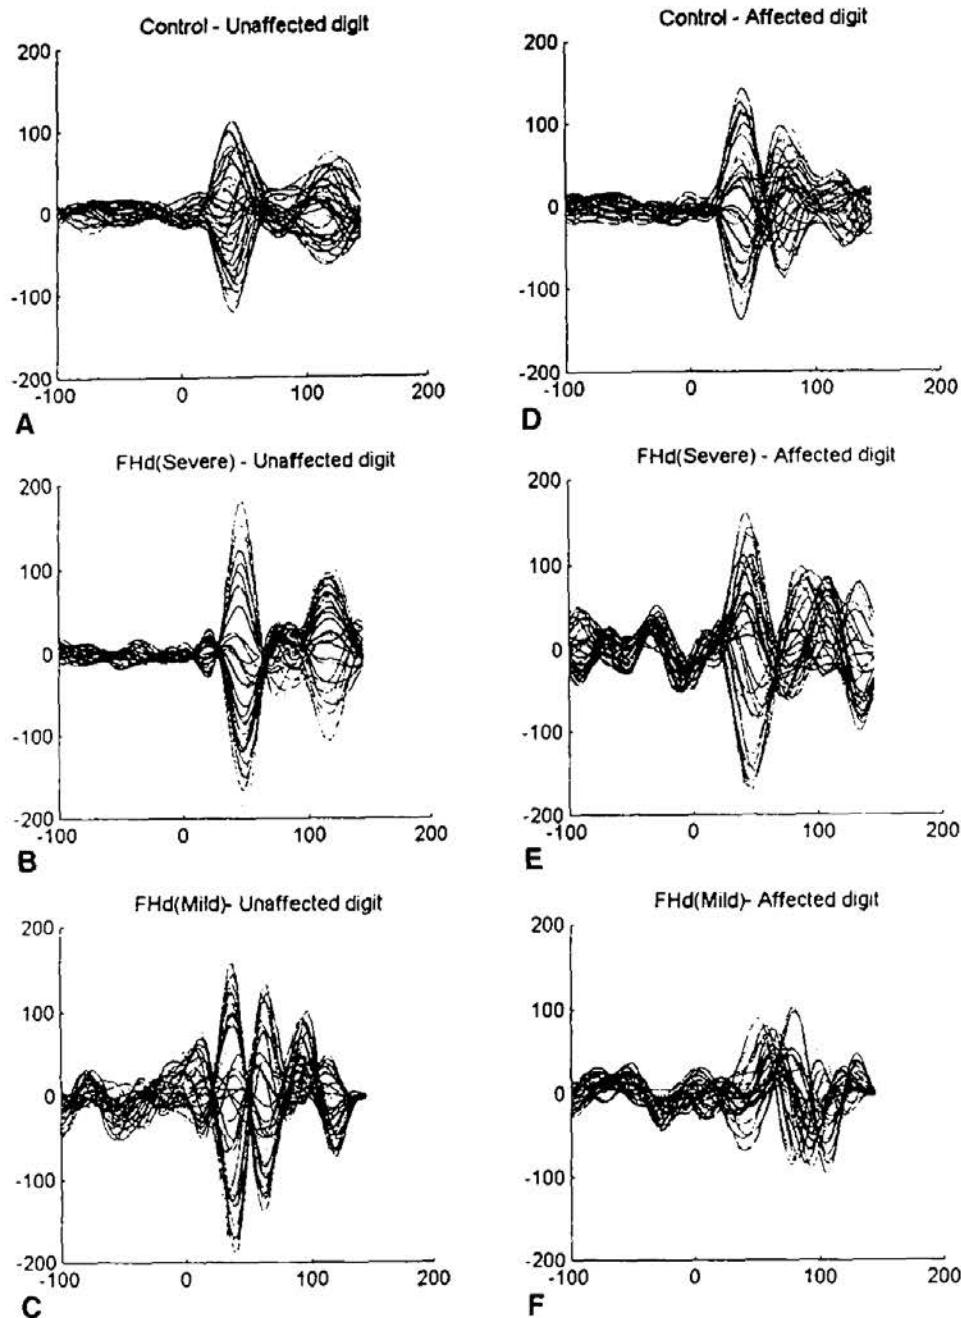 Control - Unaffected digit
200
100
0
-100
-200
-100 0 100 200
A
Control - Affected digit
200
100
0
-100
-200
-100 0 100 200
D
FHd(Severe) - Unaffected digit
200
100
0
-100
-200
-100 0 100 200
B
FHd(Severe) - Affected digit
200
100
0
-100
-200
-100 0 100 200
E
FHd(Mild)- Unaffected digit
200
100
0
-100
-200
-100 0 100 200
C
FHd(Mild)- Affected digit
200
100
0
-100
-200
-100 0 100 200
F